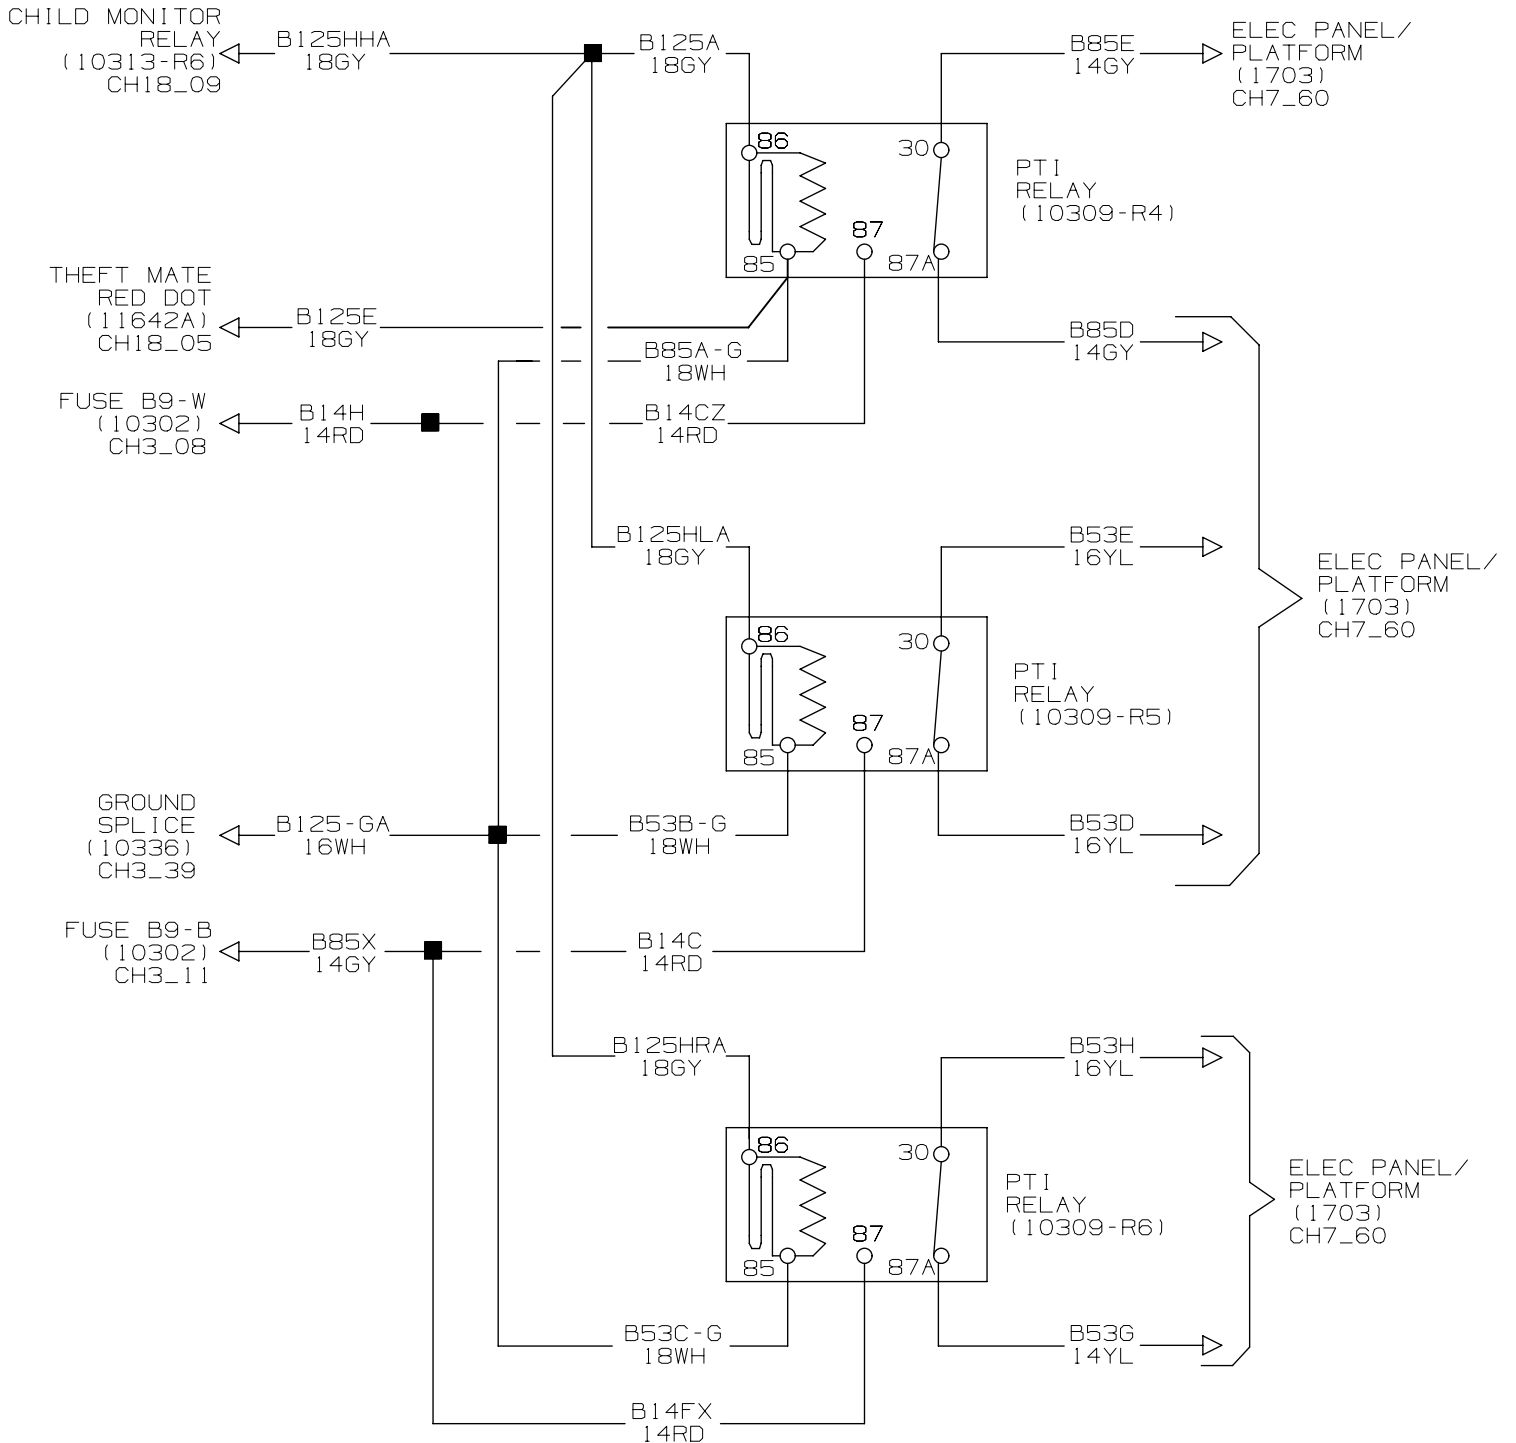 CHILD MONITOR
RELAY
(10313-R6)
CH18_09
B125HHA
18GY
B125A
18GY
B85E
14GY
ELEC PANEL/
PLATFORM
(1703)
CH7_60
86
30
87
85
87A
PTI
RELAY
(10309-R4)
THEFT MATE
RED DOT
(11642A)
CH18_05
B125E
18GY
B85A-G
18WH
B85D
14GY
FUSE B9-W
(10302)
CH3_08
B14H
14RD
B14CZ
14RD
B125HLA
18GY
B53E
16YL
ELEC PANEL/
PLATFORM
(1703)
CH7_60
86
30
87
85
87A
PTI
RELAY
(10309-R5)
GROUND
SPLICE
(10336)
CH3_39
B125-GA
16WH
B53B-G
18WH
B53D
16YL
FUSE B9-B
(10302)
CH3_11
B85X
14GY
B14C
14RD
B125HRA
18GY
B53H
16YL
86
30
87
85
87A
PTI
RELAY
(10309-R6)
ELEC PANEL/
PLATFORM
(1703)
CH7_60
B53C-G
18WH
B53G
14YL
B14FX
14RD